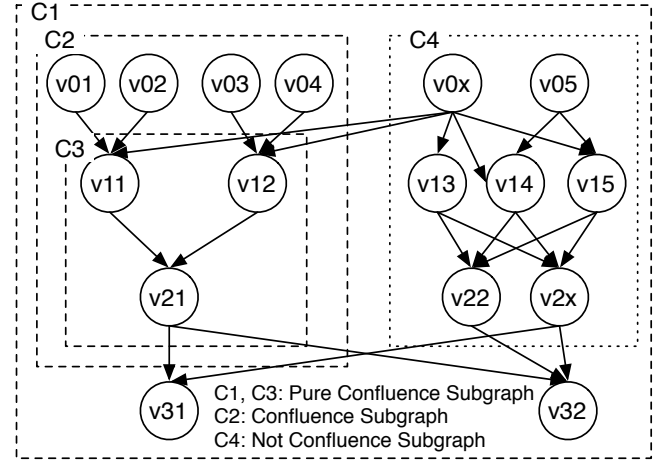 C1
C2
C4
v01 v02 v03 v04 v0x v05
C3
v11 v12 v13 v14 v15
v21 v22 v2x
v31 v32
C1, C3: Pure Confluence Subgraph
C2: Confluence Subgraph
C4: Not Confluence Subgraph